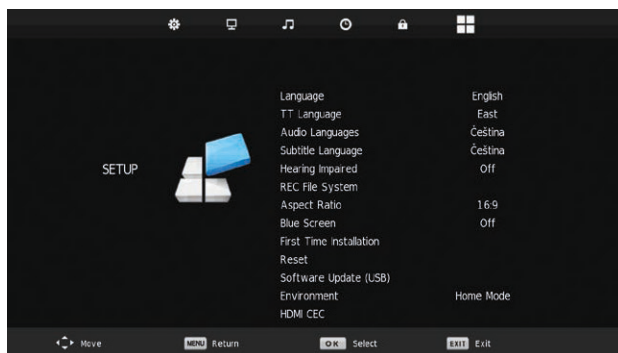 Language English
TT Language East
Audio Languages Čeština
Subtitle Language Čeština
SETUP
Hearing Impaired Off
REC File System
Aspect Ratio 16:9
Blue Screen Off
First Time Installation
Reset
Software Update (USB)
Environment Home Mode
HDMI CEC
Move MENU Return OK Select EXIT Exit